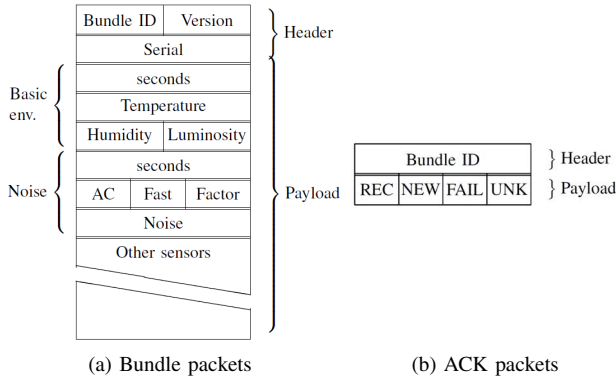 Bundle ID Version
Header
Serial
seconds
Basic
env.
Temperature
Humidity Luminosity
seconds
Noise
AC Fast Factor
Payload
Noise
Other sensors
(a) Bundle packets
Bundle ID
Header
REC NEW FAIL UNK
Payload
(b) ACK packets